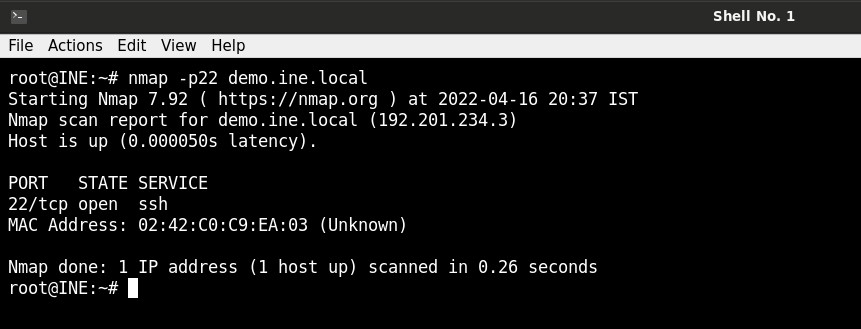 Shell No. 1
File Actions Edit View Help
root@INE:~# nmap -p22 demo.ine.local
Starting Nmap 7.92 ( https://nmap.org ) at 2022-04-16 20:37 IST
Nmap scan report for demo.ine.local (192.201.234.3)
Host is up (0.000050s latency).
PORT   STATE SERVICE
22/tcp open  ssh
MAC Address: 02:42:C0:C9:EA:03 (Unknown)
Nmap done: 1 IP address (1 host up) scanned in 0.26 seconds
root@INE:~#